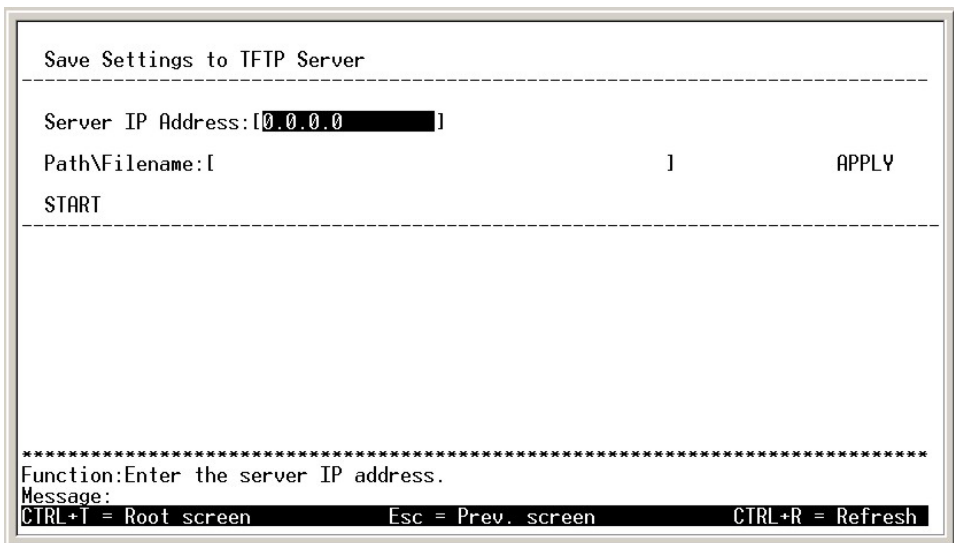 Save Settings to TFTP Server
--------------------------------------------------------------------------------
Server IP Address:[0.0.0.0        ]
Path\Filename:[                                        ] APPLY
START
--------------------------------------------------------------------------------
********************************************************************************
Function:Enter the server IP address.
Message:
CTRL+T = Root screen Esc = Prev. screen CTRL+R = Refresh